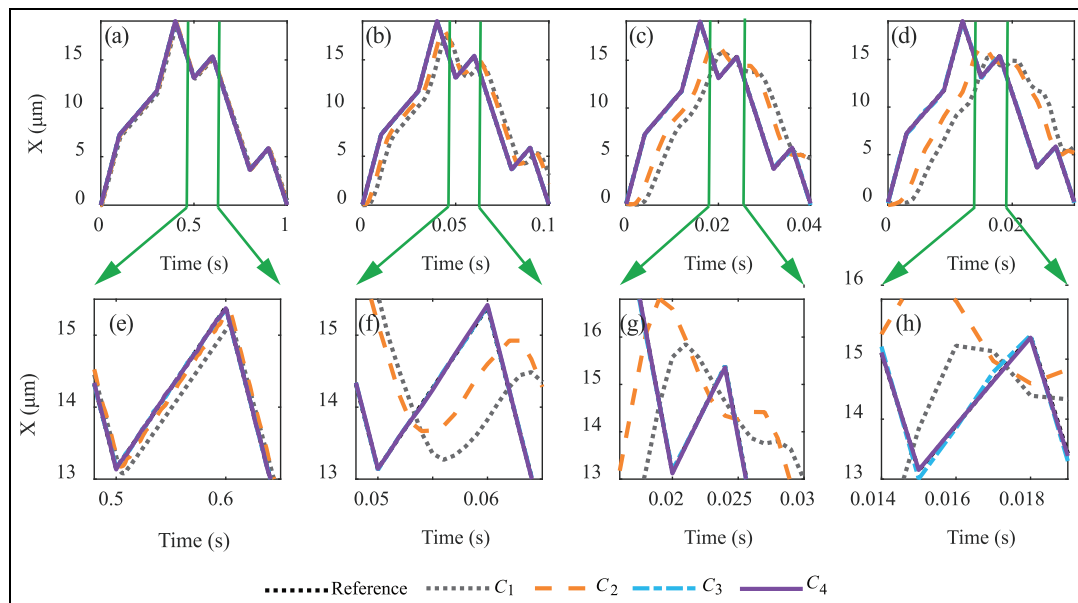 (a) (b) (c) (d)
X (μm)
15 15 15 15
10 10 10 10
5 5 5 5
0 0 0 0
0 0.5 1 0 0.05 0.1 0 0.02 0.04 0 0.02
Time (s) Time (s) Time (s) Time (s)
16
(e) (f) (g) (h)
X (μm)
15 15 16 15
14 14 15 14
13 13 14 13
13
0.5 0.6 0.05 0.06 0.02 0.025 0.03 0.014 0.016 0.018
Time (s) Time (s) Time (s) Time (s)
Reference C1 C2 C3 C4